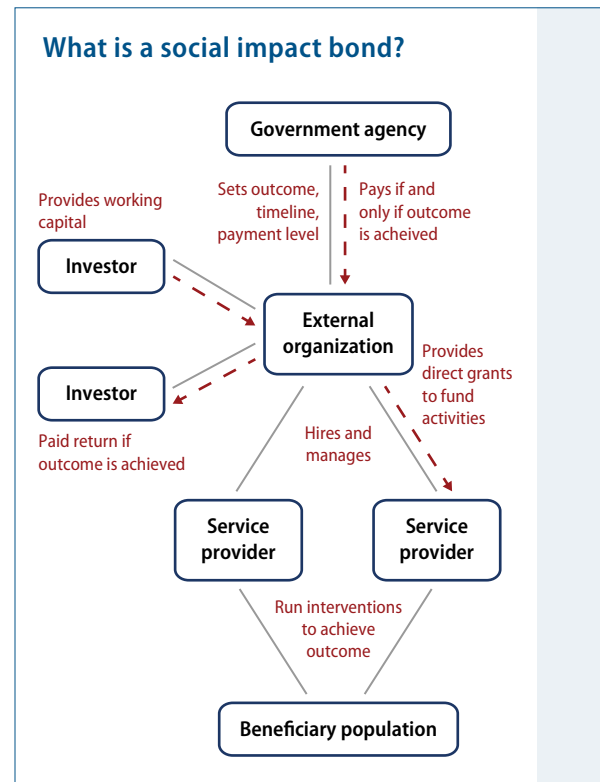 What is a social impact bond?
Government agency
Sets outcome,
timeline,
payment level
Pays if and
only if outcome
is acheived
Provides working
capital
Investor
External
organization
Investor
Paid return if
outcome is achieved
Provides
direct grants
to fund
activities
Hires and
manages
Service
provider
Service
provider
Run interventions
to achieve
outcome
Beneficiary population